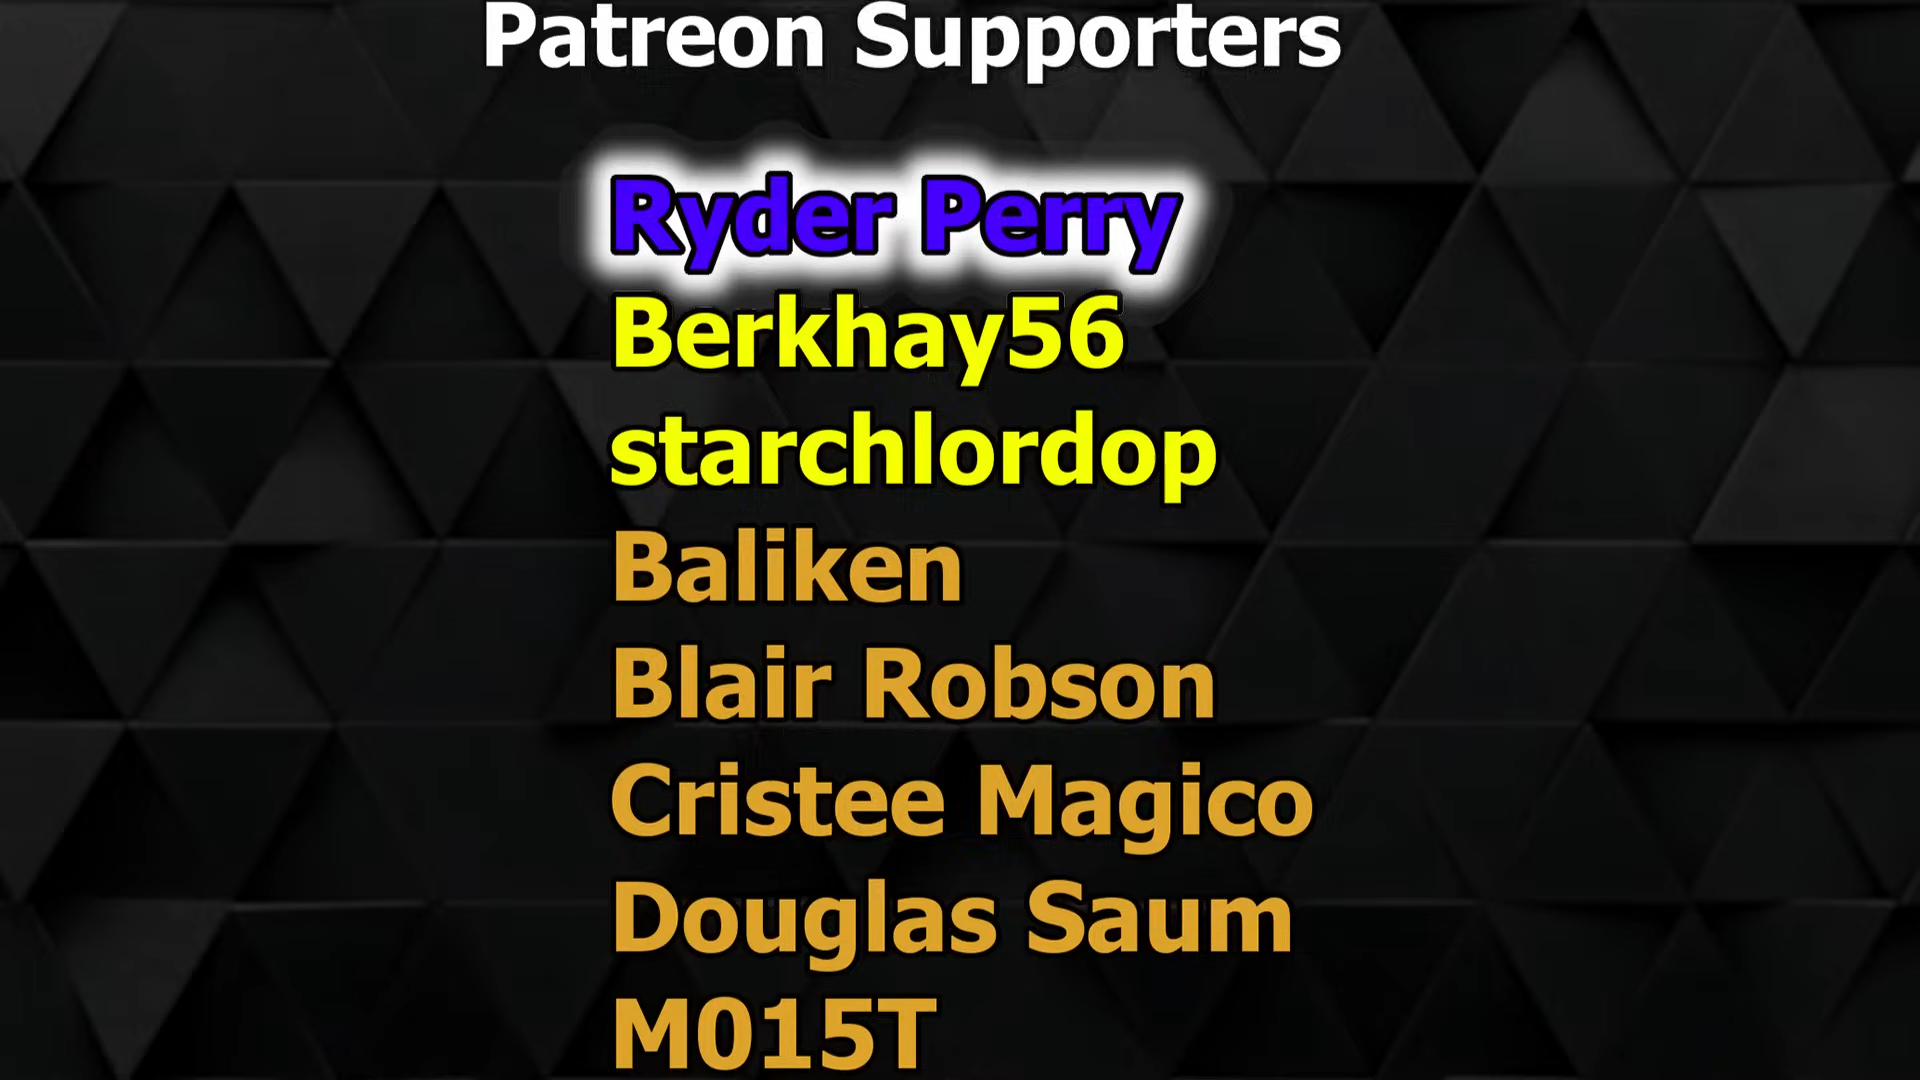 Patreon Supporters
Ryder Perry
Berkhay56
starchlordop
Baliken
Blair Robson
Cristee Magico
Douglas Saum
M015T